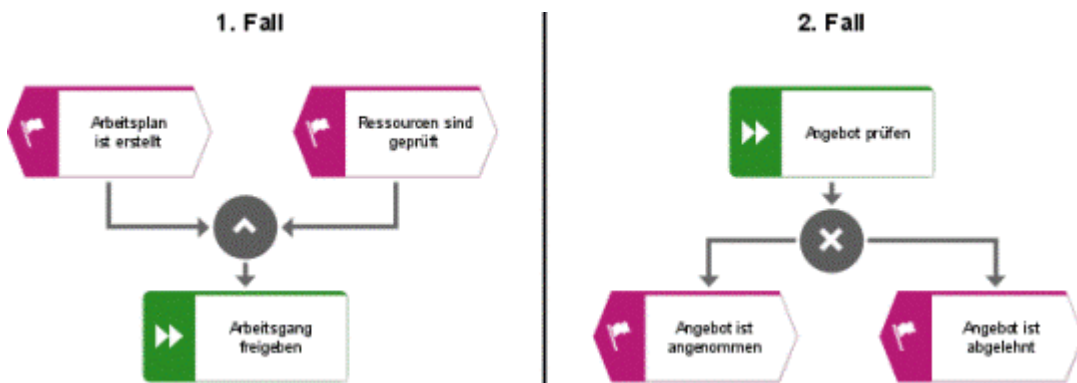 1. Fall
Arbeitsplan
ist erstellt
Ressourcen sind
geprüft
Arbeitsgang
freigeben
2. Fall
Angebot prüfen
Angebot ist
angenommen
Angebot ist
abgelehnt